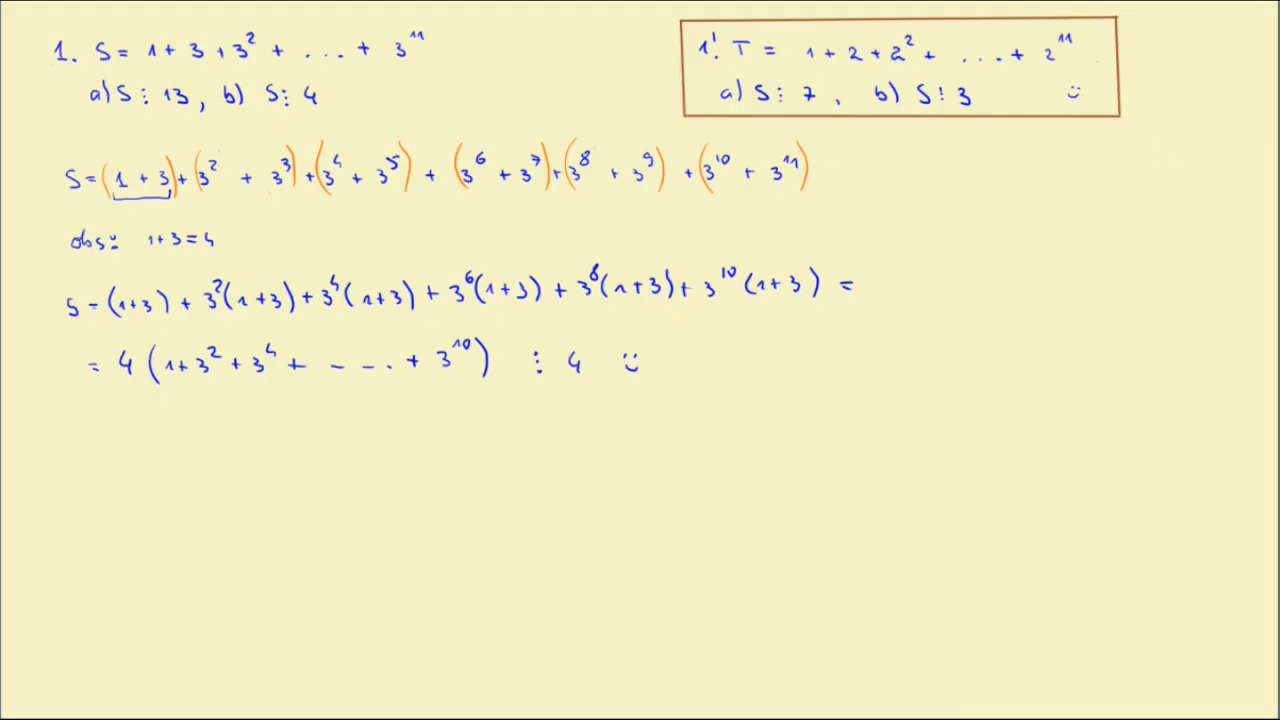 1. S = 1 + 3 + 3² + . . . . + 3¹¹
a) S ⋮ 13 , b) S ⋮ 4
1'. T = 1 + 2 + 2² + . . . . + 2¹¹
a) S ⋮ 7 , b) S ⋮ 3 ⍨
S = (1 + 3) + (3² + 3³) + (3⁴ + 3⁵) + (3⁶ + 3⁷) + (3⁸ + 3⁹) + (3¹⁰ + 3¹¹)
obs: 1+3=4
S = (1+3) + 3²(1+3) + 3⁴(1+3) + 3⁶(1+3) + 3⁸(1+3) + 3¹⁰(1+3) =
= 4 (1+3² + 3⁴ + - - - . + 3¹⁰) ⋮ 4 ⍨